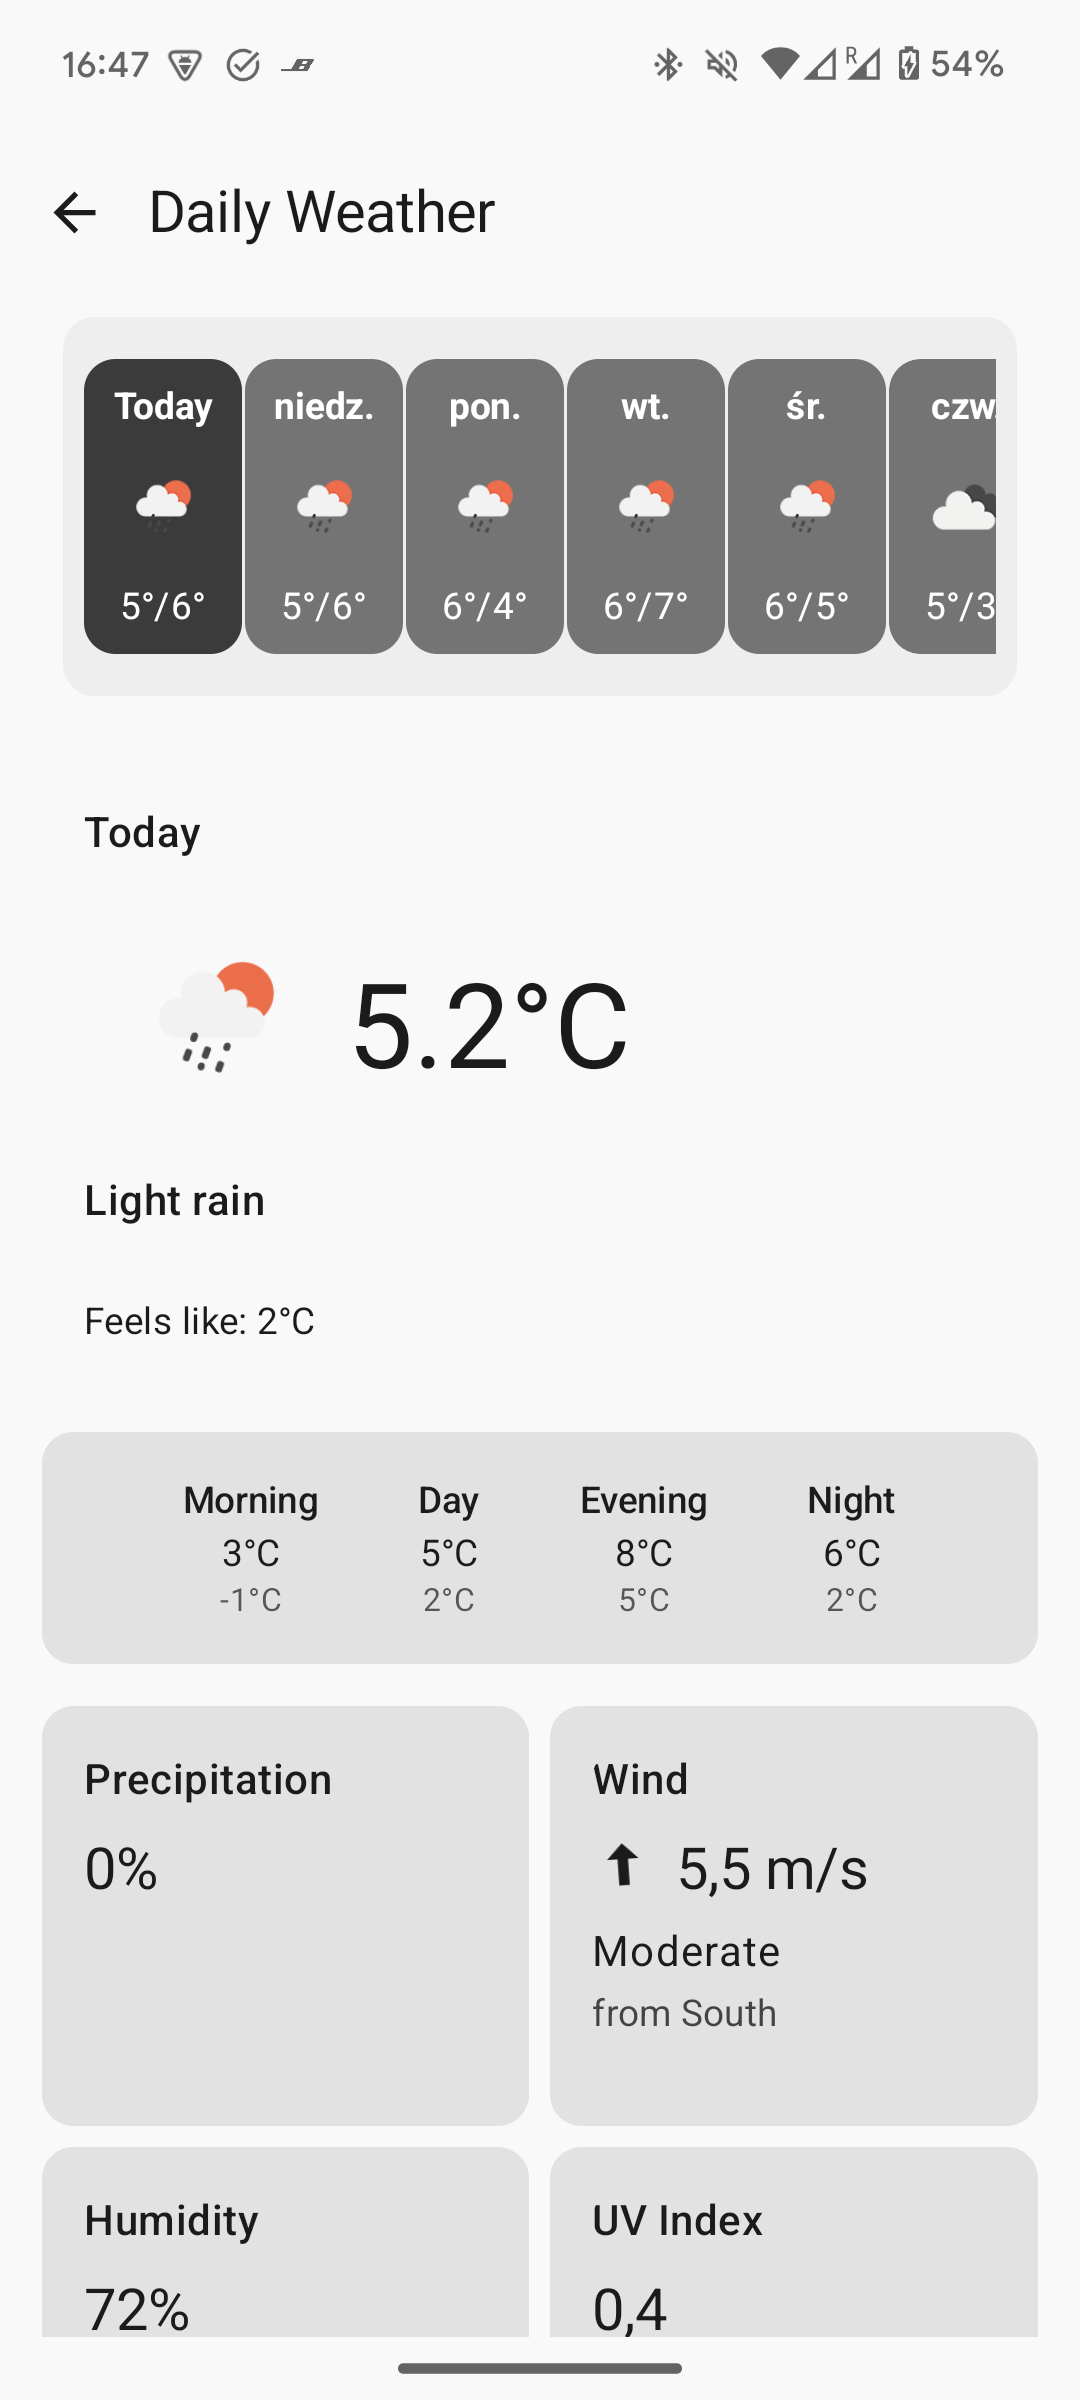 16:47 54%
Daily Weather
Today niedz. pon. wt. śr. czw.
5°/6° 5°/6° 6°/4° 6°/7° 6°/5° 5°/3
Today
5.2°C
Light rain
Feels like: 2°C
Morning Day Evening Night
3°C 5°C 8°C 6°C
-1°C 2°C 5°C 2°C
Precipitation
0%
Wind
5,5 m/s
Moderate
from South
Humidity
72%
UV Index
0,4